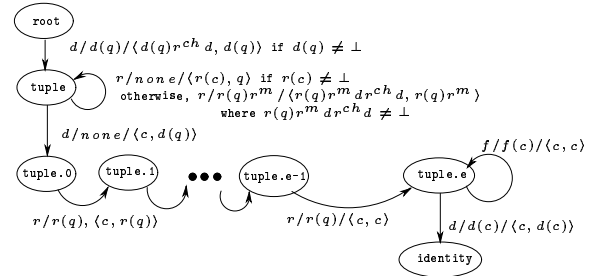 root
d/d(q)/⟨d(q)r^ch d, d(q)⟩ if d(q) ≠ ⊥
tuple
r/none/⟨r(c), q⟩ if r(c) ≠ ⊥
otherwise, r/r(q)r^m/⟨r(q)r^m dr^ch d, r(q)r^m⟩
where r(q)r^m dr^ch d ≠ ⊥
d/none/⟨c, d(q)⟩
f/f(c)/⟨c, c⟩
tuple.0
tuple.1
•••
tuple.e-1
tuple.e
r/r(q), ⟨c, r(q)⟩
r/r(q)/⟨c, c⟩
d/d(c)/⟨c, d(c)⟩
identity